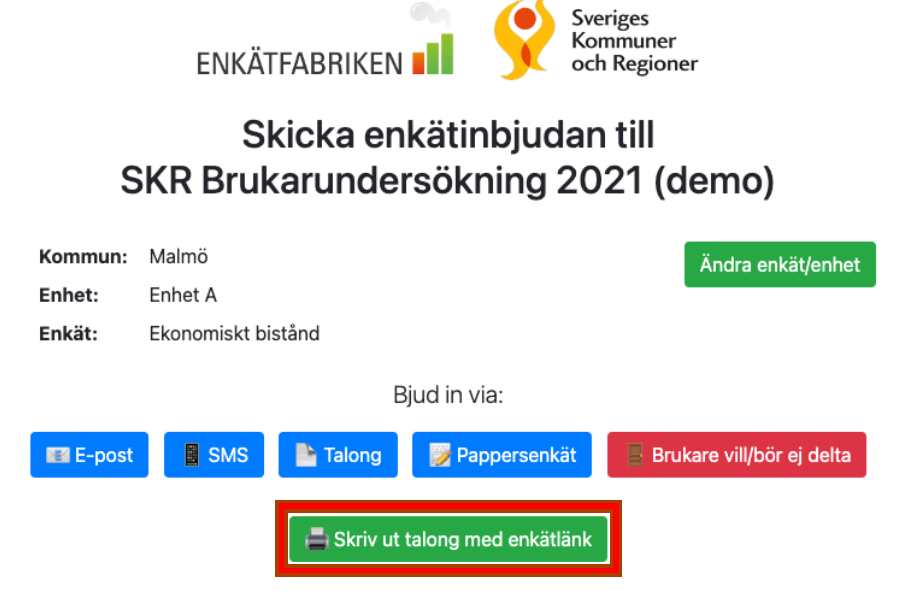 ENKÄTFABRIKEN
Sveriges
Kommuner
och Regioner
Skicka enkätinbjudan till
SKR Brukarundersökning 2021 (demo)
Kommun: Malmö
Ändra enkät/enhet
Enhet: Enhet A
Enkät: Ekonomiskt bistånd
Bjud in via:
E-post SMS Talong Pappersenkät Brukare vill/bör ej delta
Skriv ut talong med enkätlänk